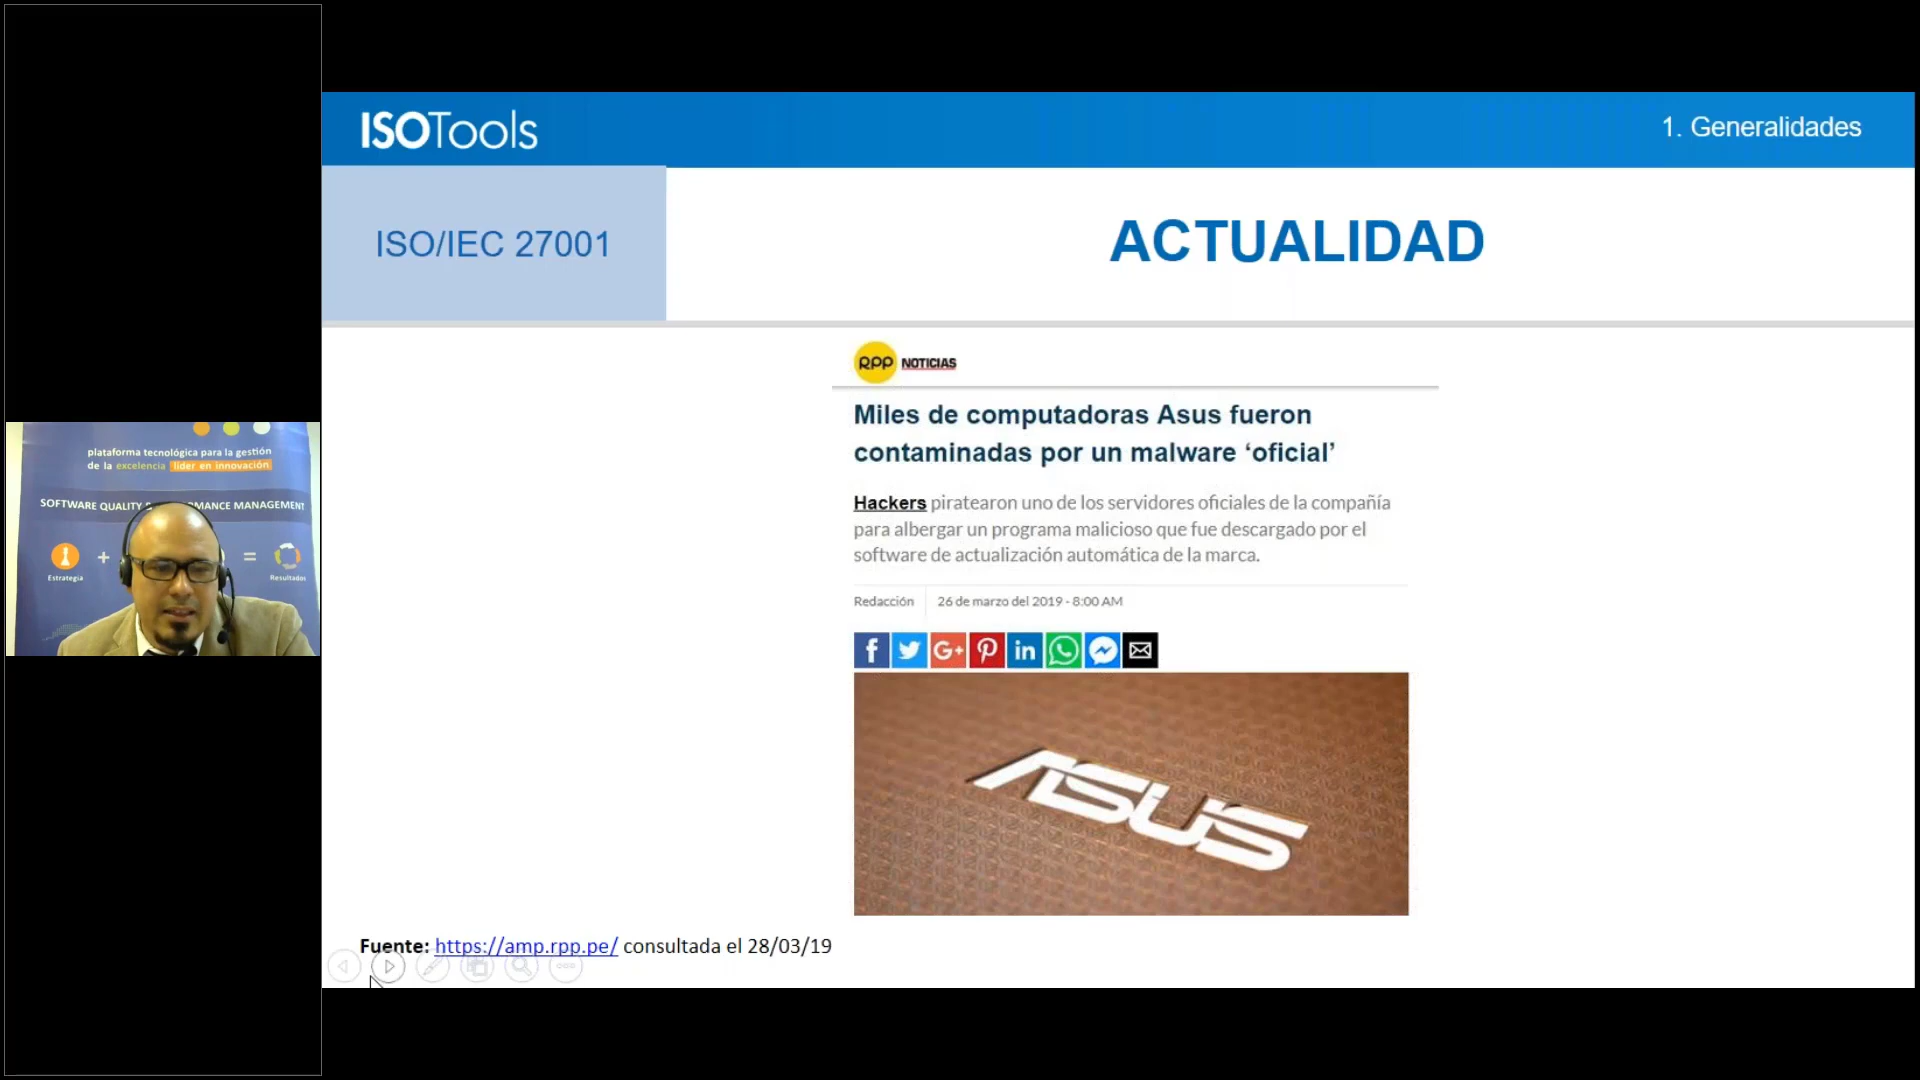 ISOTools
1. Generalidades
ISO/IEC 27001
ACTUALIDAD
RPP NOTICIAS
Miles de computadoras Asus fueron
contaminadas por un malware ‘oficial’
Hackers piratearon uno de los servidores oficiales de la compañía
para albergar un programa malicioso que fue descargado por el
software de actualización automática de la marca.
Redacción 26 de marzo del 2019 - 8:00 AM
ASUS
Fuente: https://amp.rpp.pe/ consultada el 28/03/19
plataforma tecnológica para la gestión
de la excelencia líder en innovación
SOFTWARE QUALITY MANCE MANAGEMENT
+ =
Estrategia Resultados